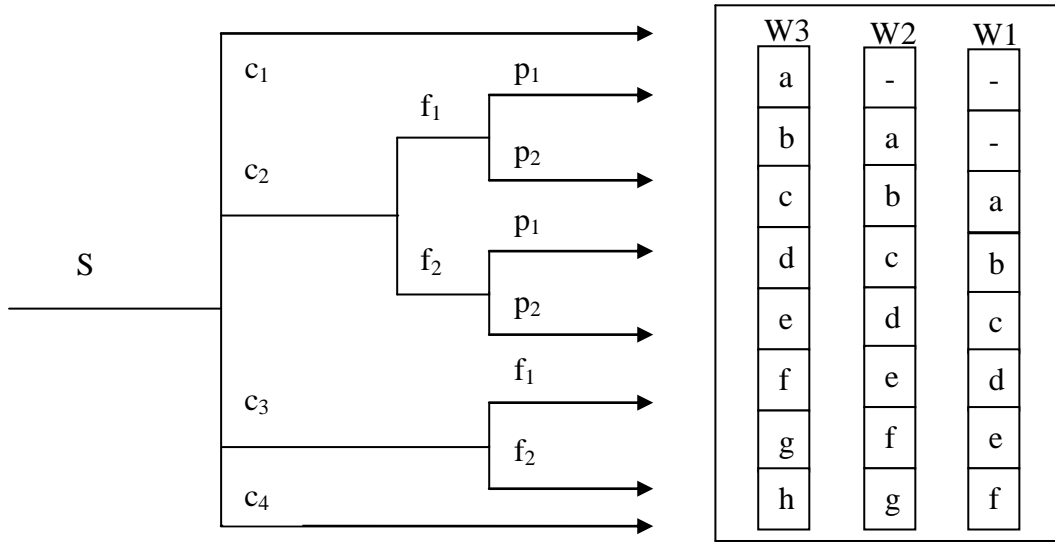 W3 W2 W1
c₁
p₁
f₁
p₂
c₂
p₁
f₂
p₂
S
f₁
c₃
f₂
c₄
a - -
b a -
c b a
d c b
e d c
f e d
g f e
h g f